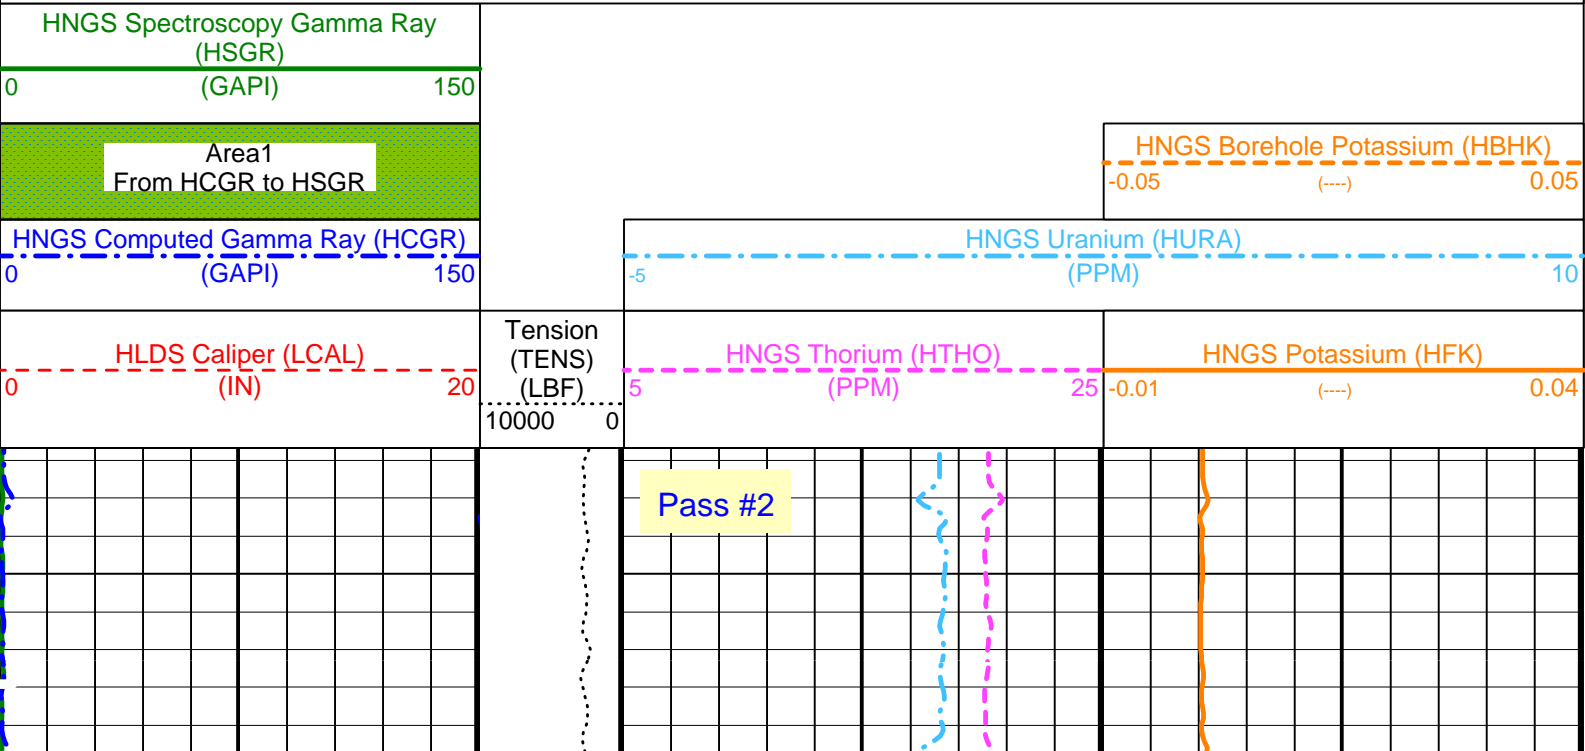 HNGS Spectroscopy Gamma Ray
(HSGR)
0 (GAPI) 150
Area1
From HCGR to HSGR
HNGS Borehole Potassium (HBHK)
-0.05 (----) 0.05
HNGS Computed Gamma Ray (HCGR)
0 (GAPI) 150
HNGS Uranium (HURA)
-5 (PPM) 10
HLDS Caliper (LCAL)
0 (IN) 20
Tension
(TENS)
(LBF)
10000 0
HNGS Thorium (HTHO)
5 (PPM) 25
HNGS Potassium (HFK)
-0.01 (----) 0.04
Pass #2